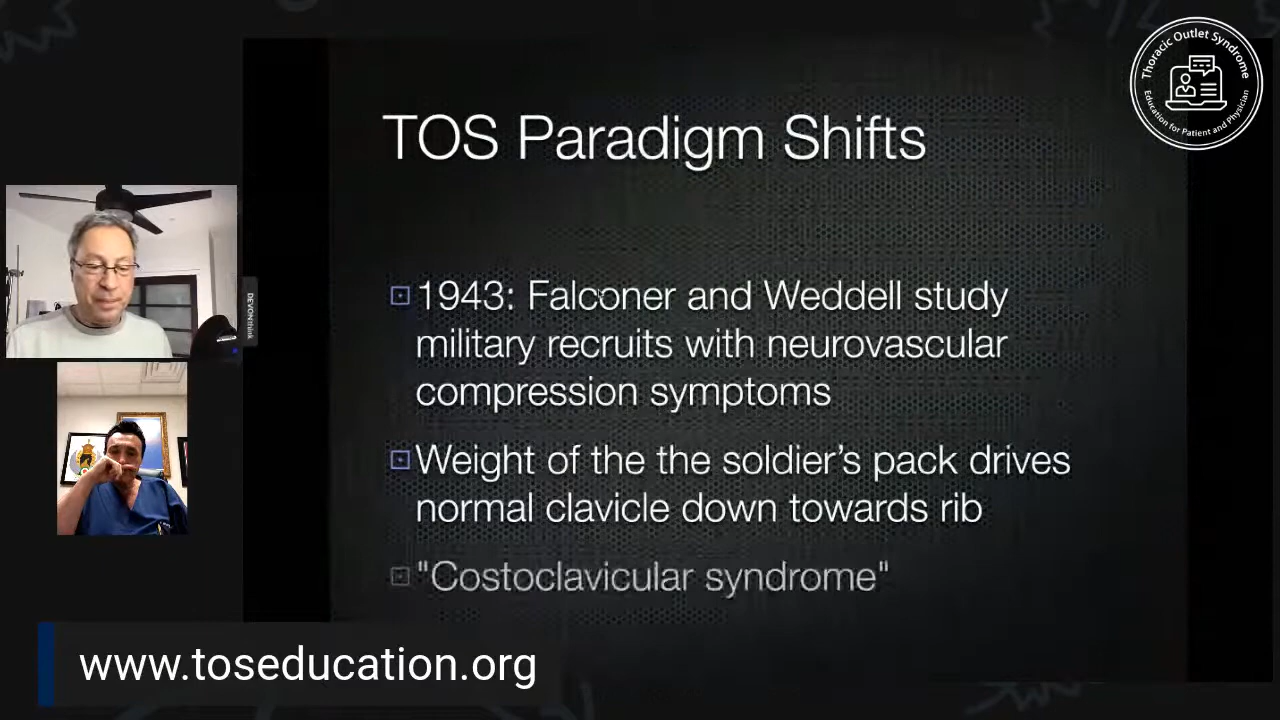 Thoracic Outlet Syndrome
Education for Patient and Physician
TOS Paradigm Shifts
1943: Falconer and Weddell study
military recruits with neurovascular
compression symptoms
Weight of the the soldier's pack drives
normal clavicle down towards rib
"Costoclavicular syndrome"
DEVONthink
www.toseducation.org